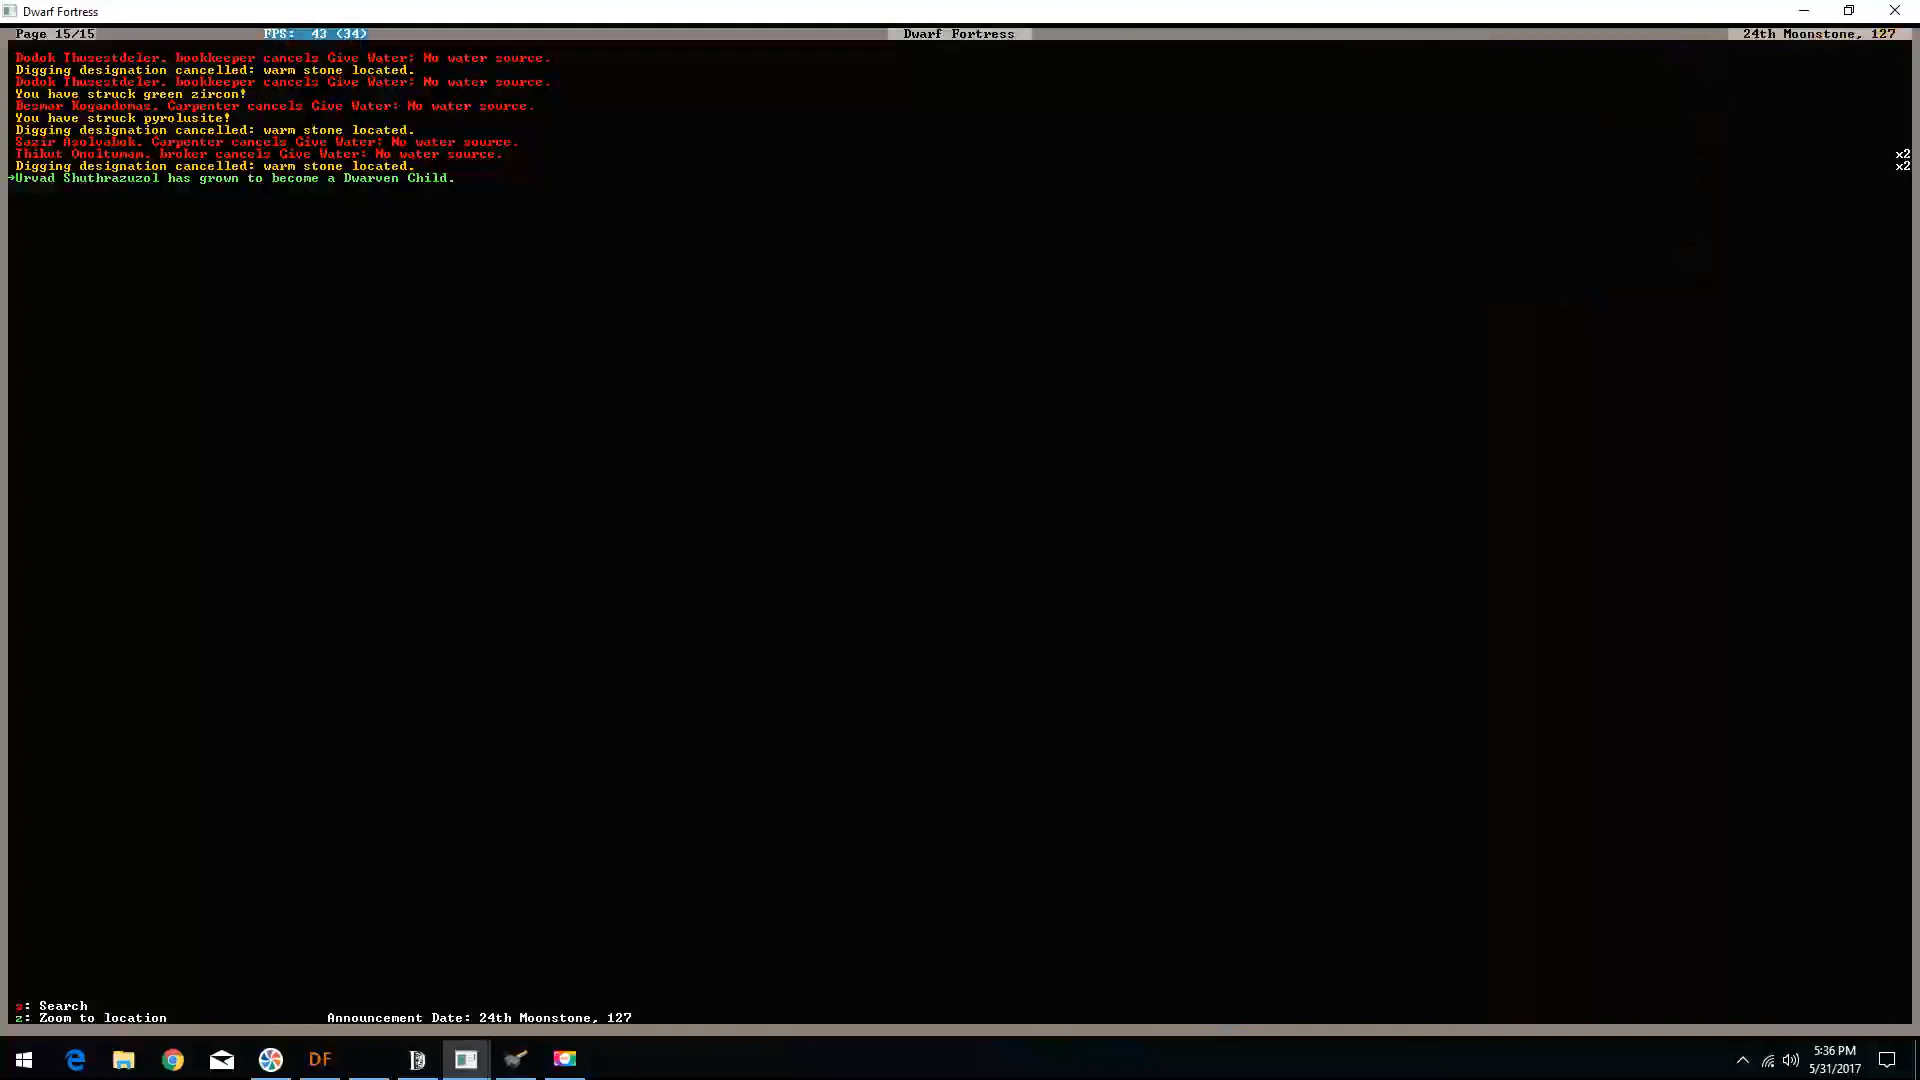 Dwarf Fortress
Page 15/15 FPS: 43 (34) Dwarf Fortress 24th Moonstone, 127
Dodok Thusestdeler, bookkeeper cancels Give Water: No water source.
Digging designation cancelled: warm stone located.
Dodok Thusestdeler, bookkeeper cancels Give Water: No water source.
You have struck green zircon!
Besmar Kogandomas, Carpenter cancels Give Water: No water source.
You have struck pyrolusite!
Digging designation cancelled: warm stone located.
Sazir Asolvabok, Carpenter cancels Give Water: No water source.
Thikut Onoltumam, broker cancels Give Water: No water source. x2
Digging designation cancelled: warm stone located. x2
Urvad Shuthrazuzol has grown to become a Dwarven Child.
s: Search
z: Zoom to location Announcement Date: 24th Moonstone, 127
DF
5:36 PM
5/31/2017